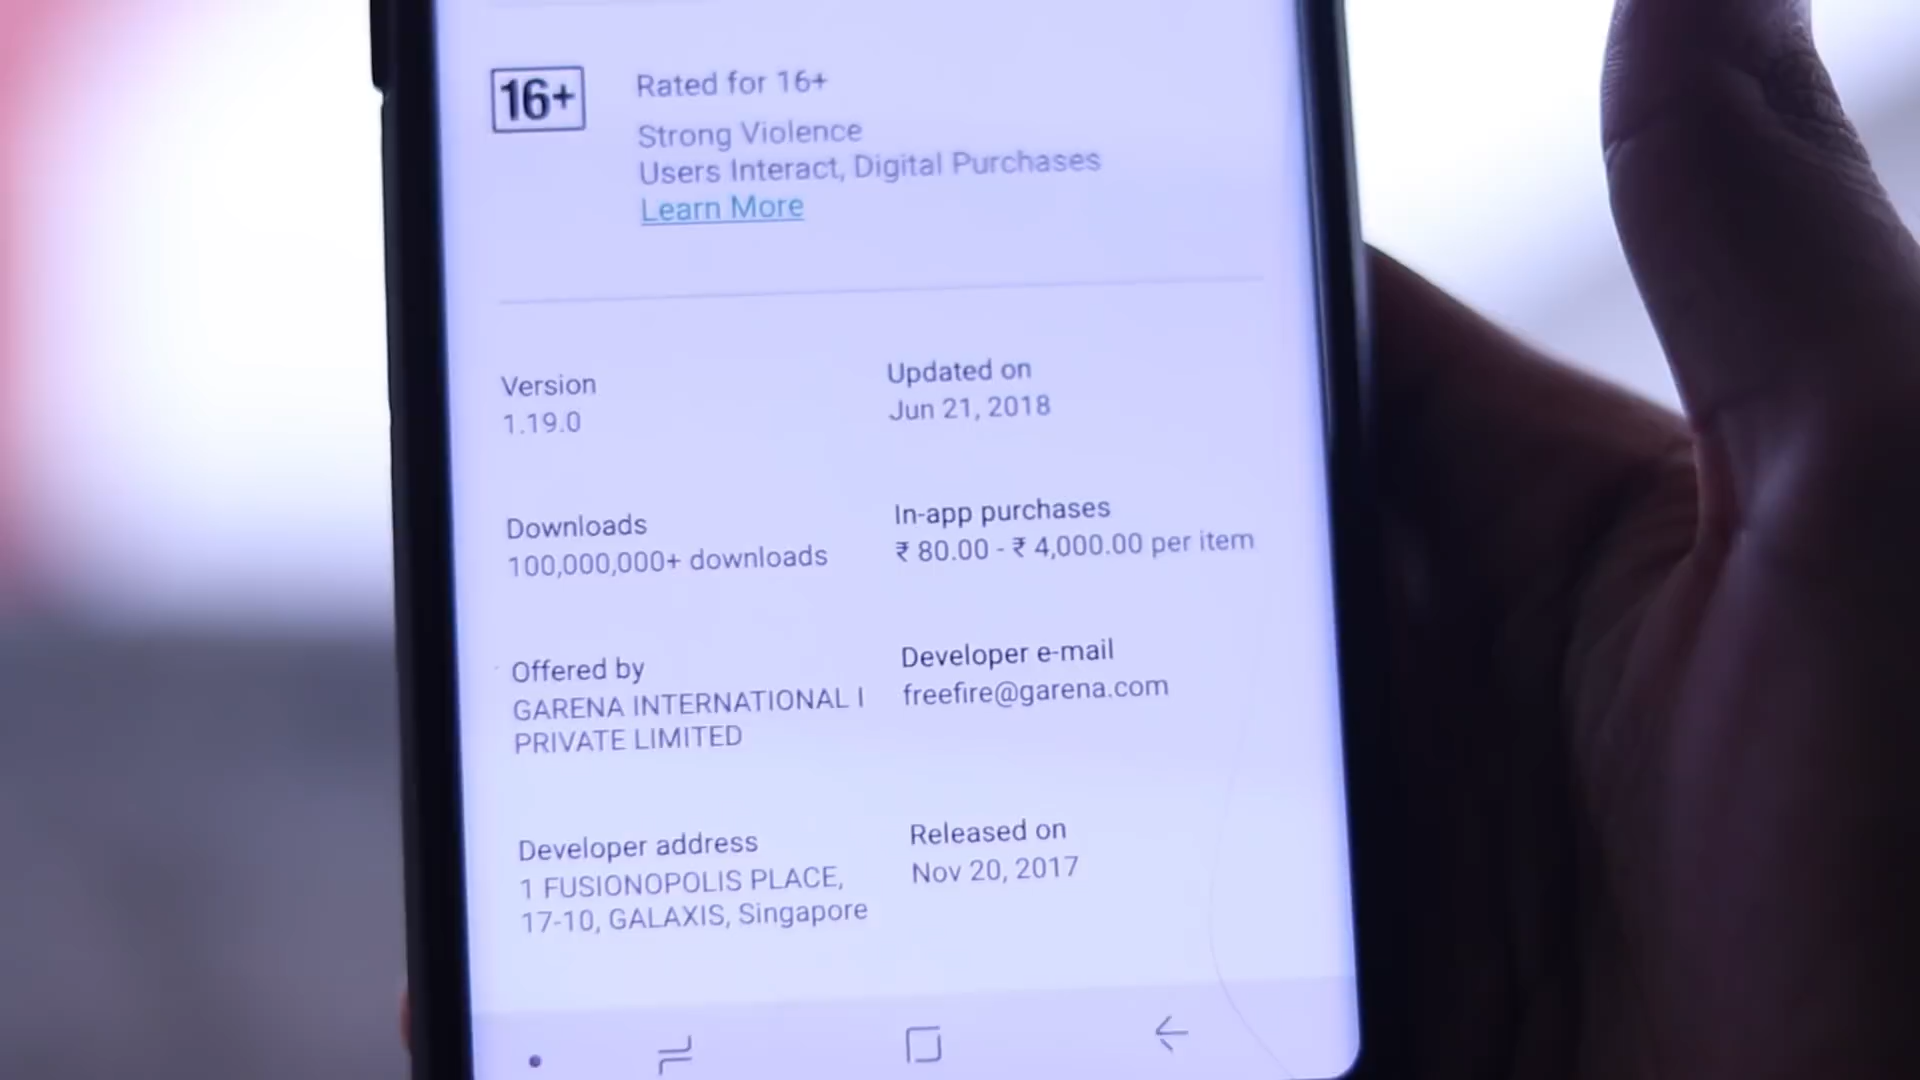 16+
Rated for 16+
Strong Violence
Users Interact, Digital Purchases
Learn More
Version
1.19.0
Updated on
Jun 21, 2018
Downloads
100,000,000+ downloads
In-app purchases
₹ 80.00 - ₹ 4,000.00 per item
Offered by
GARENA INTERNATIONAL I
PRIVATE LIMITED
Developer e-mail
freefire@garena.com
Developer address
1 FUSIONOPOLIS PLACE,
17-10, GALAXIS, Singapore
Released on
Nov 20, 2017